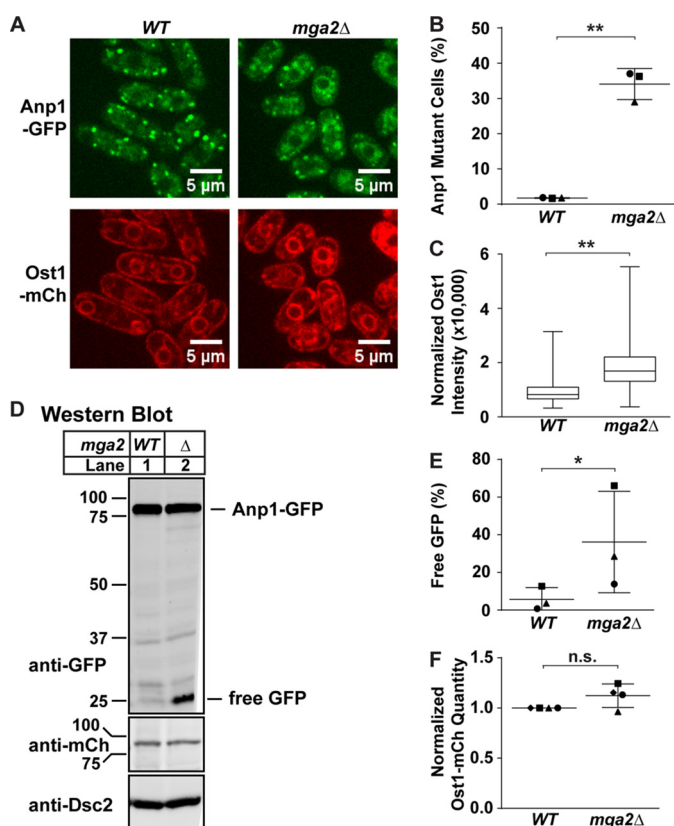 A
WT
mga2Δ
Anp1
-GFP
5 µm
5 µm
Ost1
-mCh
5 µm
5 µm
B
Anp1 Mutant Cells (%)
50
40
30
20
10
0
**
WT
mga2Δ
C
Normalized Ost1
Intensity (x10,000)
6
4
2
0
**
WT
mga2Δ
D Western Blot
mga2 WT Δ
Lane 1 2
100
75
50
37
25
anti-GFP
Anp1-GFP
free GFP
100
anti-mCh
75
anti-Dsc2
E
Free GFP (%)
80
60
40
20
0
*
WT
mga2Δ
F
Normalized
Ost1-mCh Quantity
1.5
1.0
0.5
0.0
n.s.
WT
mga2Δ